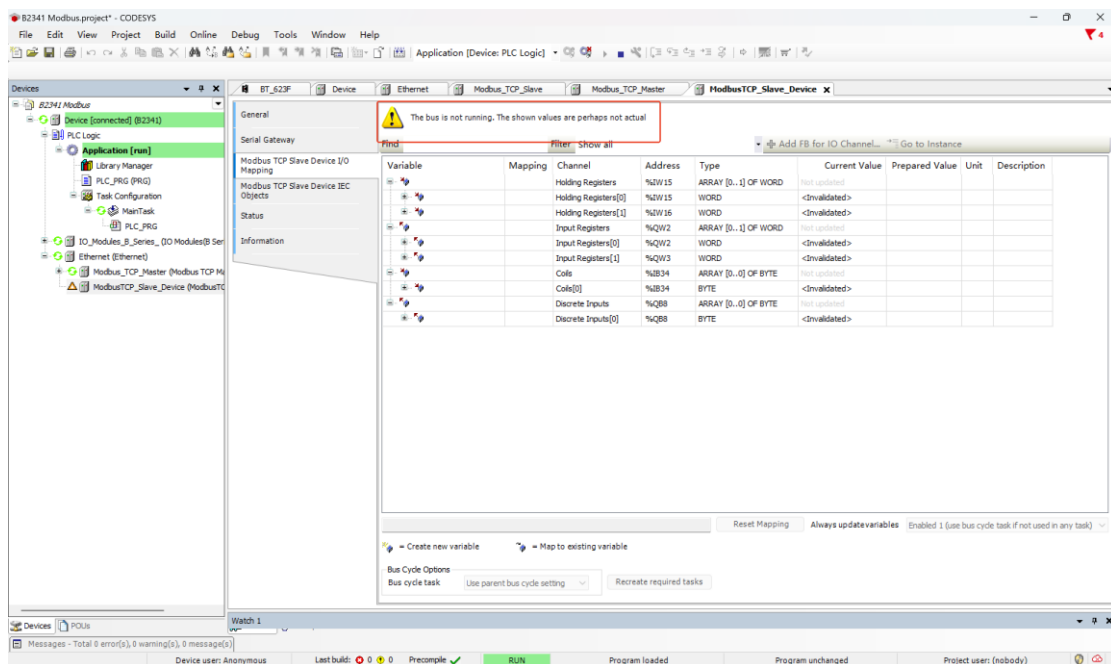 B2341 Modbus.project* - CODESYS
File Edit View Project Build Online Debug Tools Window Help
Application [Device: PLC Logic]
4
Devices
BT_623F Device Ethernet Modbus_TCP_Slave Modbus_TCP_Master ModbusTCP_Slave_Device
B2341 Modbus
Device [connected] (B2341)
PLC Logic
Application [run]
Library Manager
PLC_PRG (PRG)
Task Configuration
MainTask
PLC_PRG
IO_Modules_B_Series_ (IO Modules(B Ser
Ethernet (Ethernet)
Modbus_TCP_Master (Modbus TCP Ma
ModbusTCP_Slave_Device (ModbusTC
General
Serial Gateway
Modbus TCP Slave Device I/O
Mapping
Modbus TCP Slave Device IEC
Objects
Status
Information
The bus is not running. The shown values are perhaps not actual
Find Filter Show all Add FB for IO Channel... Go to Instance
Variable Mapping Channel Address Type Current Value Prepared Value Unit Description
Holding Registers %IW15 ARRAY [0..1] OF WORD Not updated
Holding Registers[0] %IW15 WORD <Invalidated>
Holding Registers[1] %IW16 WORD <Invalidated>
Input Registers %QW2 ARRAY [0..1] OF WORD Not updated
Input Registers[0] %QW2 WORD <Invalidated>
Input Registers[1] %QW3 WORD <Invalidated>
Coils %IB34 ARRAY [0..0] OF BYTE Not updated
Coils[0] %IB34 BYTE <Invalidated>
Discrete Inputs %QB8 ARRAY [0..0] OF BYTE Not updated
Discrete Inputs[0] %QB8 BYTE <Invalidated>
Reset Mapping Always update variables Enabled 1 (use bus cycle task if not used in any task)
= Create new variable = Map to existing variable
Bus Cycle Options
Bus cycle task Use parent bus cycle setting Recreate required tasks
Devices POUs
Watch 1
Messages - Total 0 error(s), 0 warning(s), 0 message(s)
Device user: Anonymous Last build: 0 0 Precompile RUN Program loaded Program unchanged Project user: (nobody)